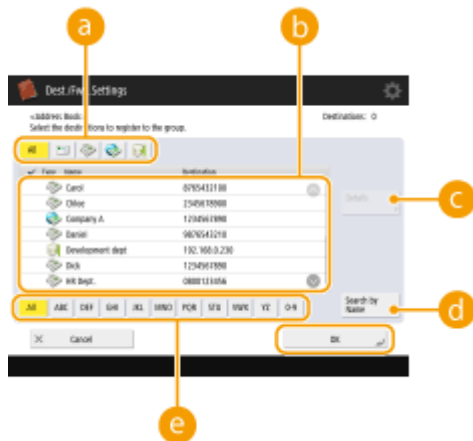 a
b
Dest./Fwd. Settings
<Address Book>
Destinations: 0
Select the destinations to register to the group.
All
✓ Type Name Destination
Carol 8765432100
Chloe 2345678900
Company A 1234567890
Daniel 9876543210
Development dept 192.168.0.230
Dick 1234567890
HR Dept. 0800123456
Details
c
All ABC DEF GHI JKL MNO PQR STU VWX YZ 0-9
Search by
Name
d
Cancel OK
e